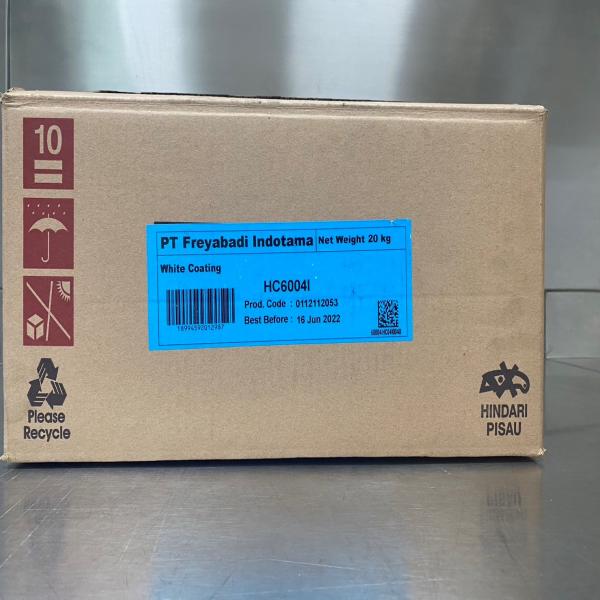 10
PT Freyabadi Indotama
Net Weight 20 kg
White Coating
HC6004I
Prod. Code : 0112112053
Best Before : 16 Jun 2022
18994592012987
Please
Recycle
HINDARI
PISAU